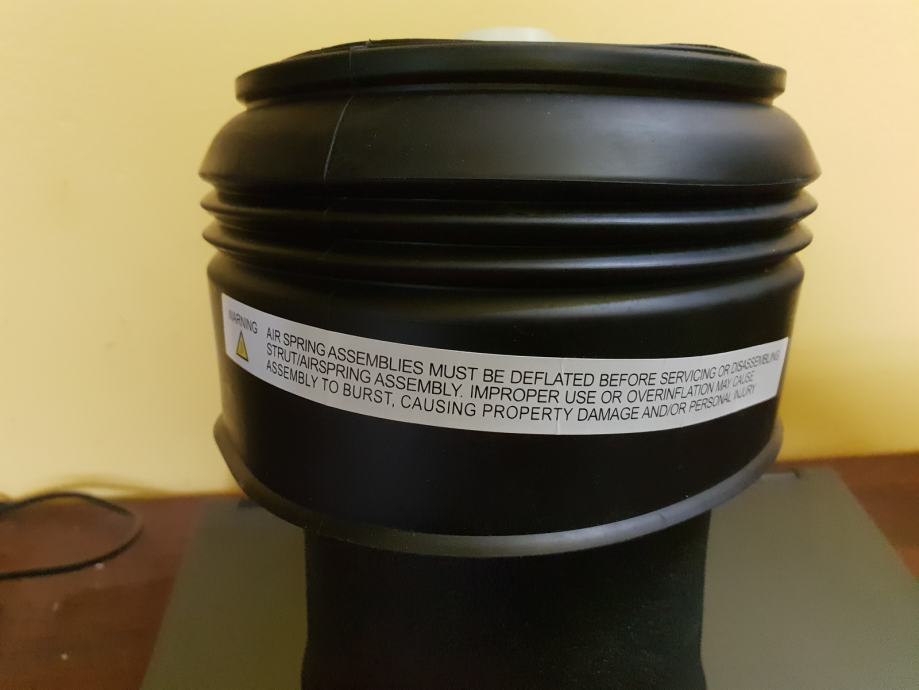 WARNING
AIR SPRING ASSEMBLIES MUST BE DEFLATED BEFORE SERVICING OR DISASSEMBLING
STRUT/AIRSPRING ASSEMBLY. IMPROPER USE OR OVERINFLATION MAY CAUSE
ASSEMBLY TO BURST, CAUSING PROPERTY DAMAGE AND/OR PERSONAL INJURY